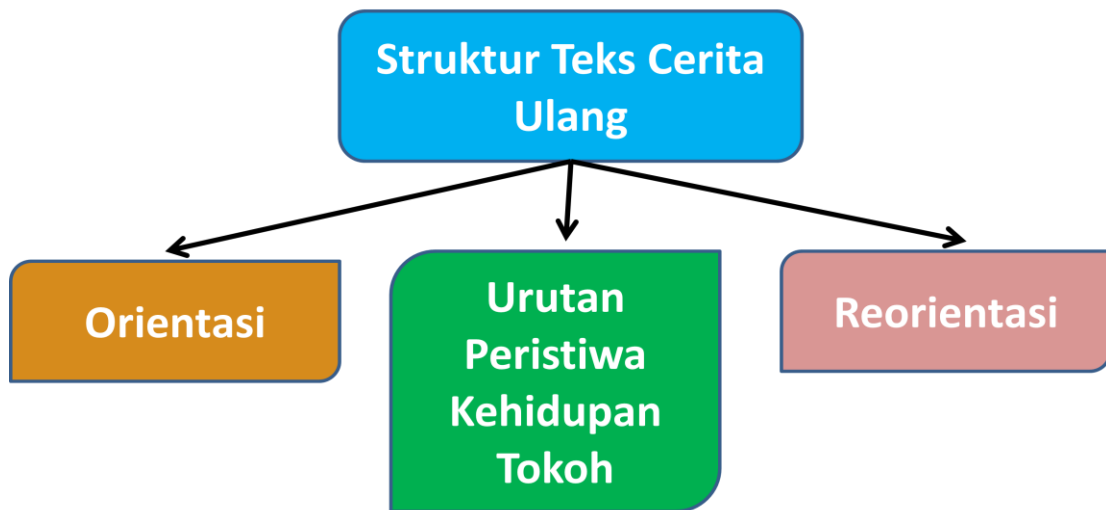 Struktur Teks Cerita
Ulang
Orientasi
Urutan
Peristiwa
Kehidupan
Tokoh
Reorientasi